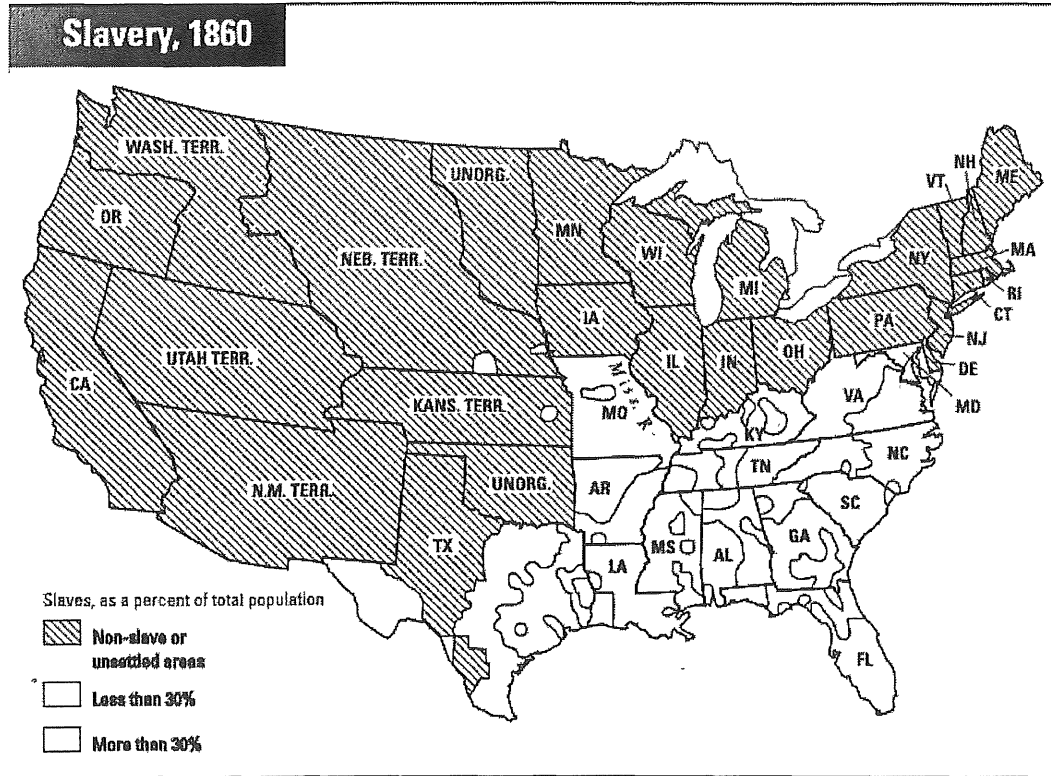 Slavery, 1860
WASH. TERR.
OR
UNORG.
MN
NEB. TERR.
WI
MI
NH
VT
ME
NY
MA
RI
CT
PA
NJ
DE
MD
IA
IL
IN
OH
UTAH TERR.
CA
KANS. TERR.
MO
Miss. R.
KY
VA
N.M. TERR.
UNORG.
AR
TN
NC
SC
TX
LA
MS
AL
GA
FL
Slaves, as a percent of total population
Non-slave or
unsettled areas
Less than 30%
More than 30%